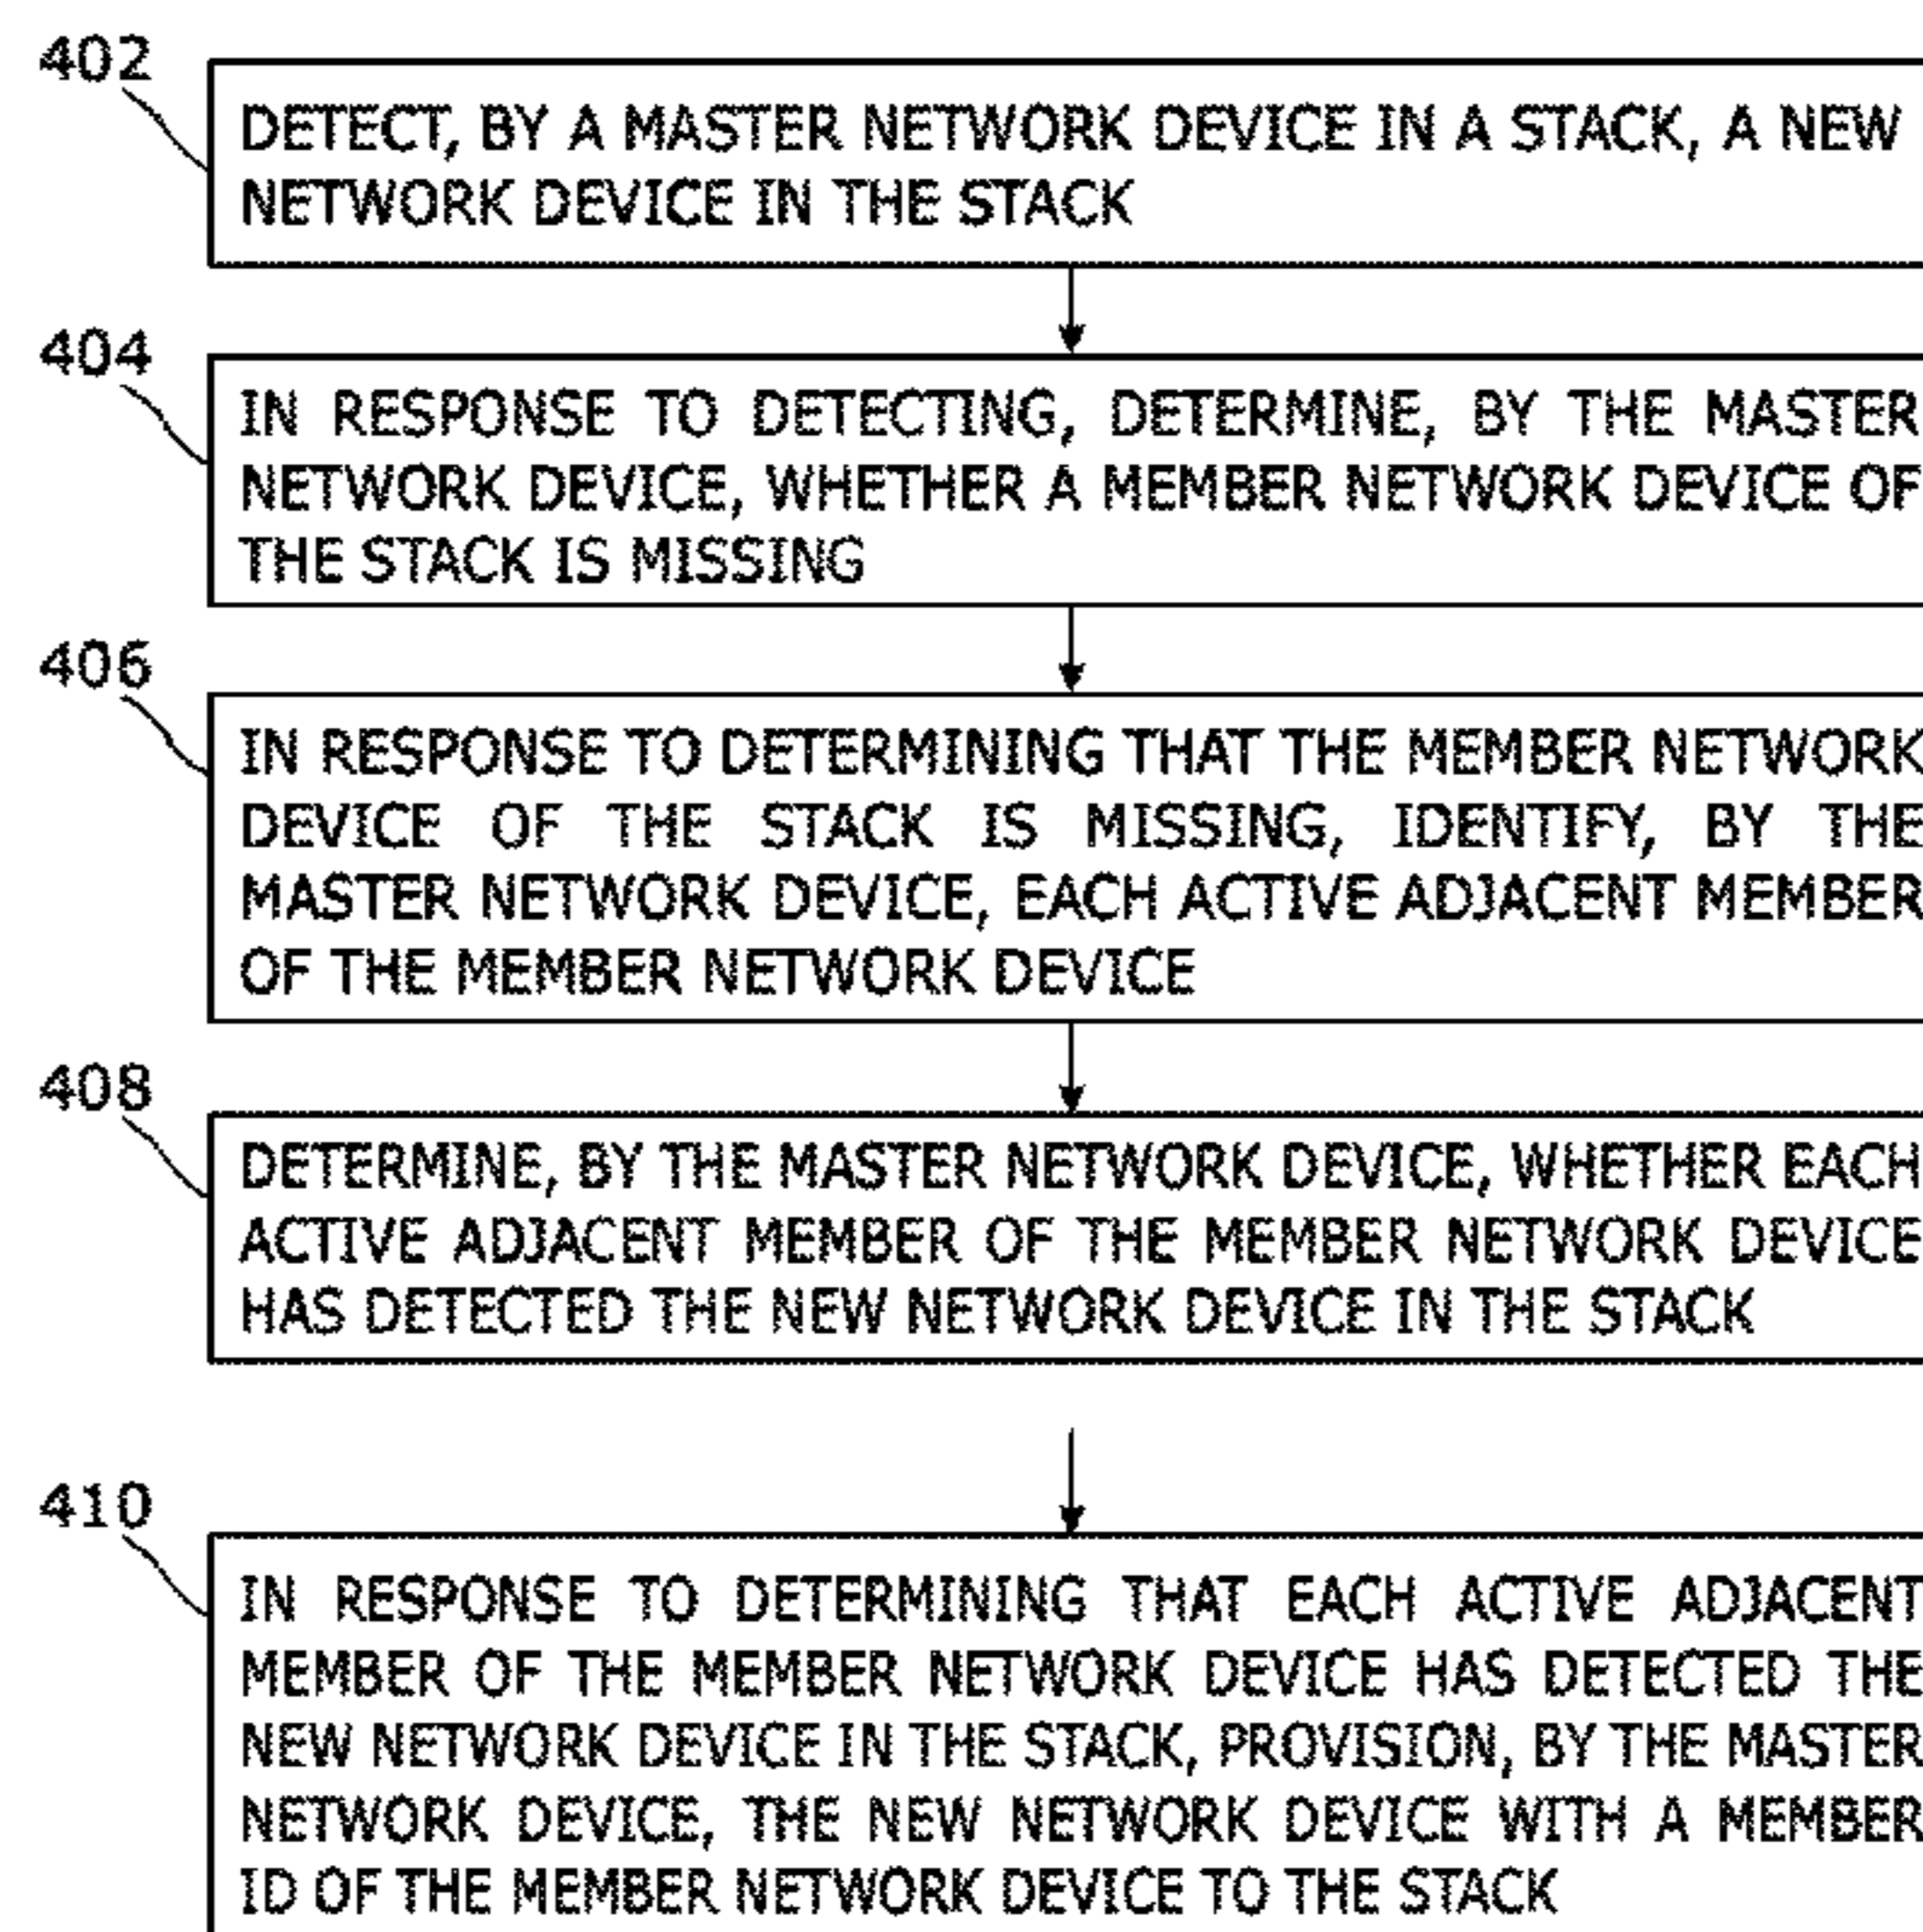 402
DETECT, BY A MASTER NETWORK DEVICE IN A STACK, A NEW
NETWORK DEVICE IN THE STACK
404
IN RESPONSE TO DETECTING, DETERMINE, BY THE MASTER
NETWORK DEVICE, WHETHER A MEMBER NETWORK DEVICE OF
THE STACK IS MISSING
406
IN RESPONSE TO DETERMINING THAT THE MEMBER NETWORK
DEVICE OF THE STACK IS MISSING, IDENTIFY, BY THE
MASTER NETWORK DEVICE, EACH ACTIVE ADJACENT MEMBER
OF THE MEMBER NETWORK DEVICE
408
DETERMINE, BY THE MASTER NETWORK DEVICE, WHETHER EACH
ACTIVE ADJACENT MEMBER OF THE MEMBER NETWORK DEVICE
HAS DETECTED THE NEW NETWORK DEVICE IN THE STACK
410
IN RESPONSE TO DETERMINING THAT EACH ACTIVE ADJACENT
MEMBER OF THE MEMBER NETWORK DEVICE HAS DETECTED THE
NEW NETWORK DEVICE IN THE STACK, PROVISION, BY THE MASTER
NETWORK DEVICE, THE NEW NETWORK DEVICE WITH A MEMBER
ID OF THE MEMBER NETWORK DEVICE TO THE STACK